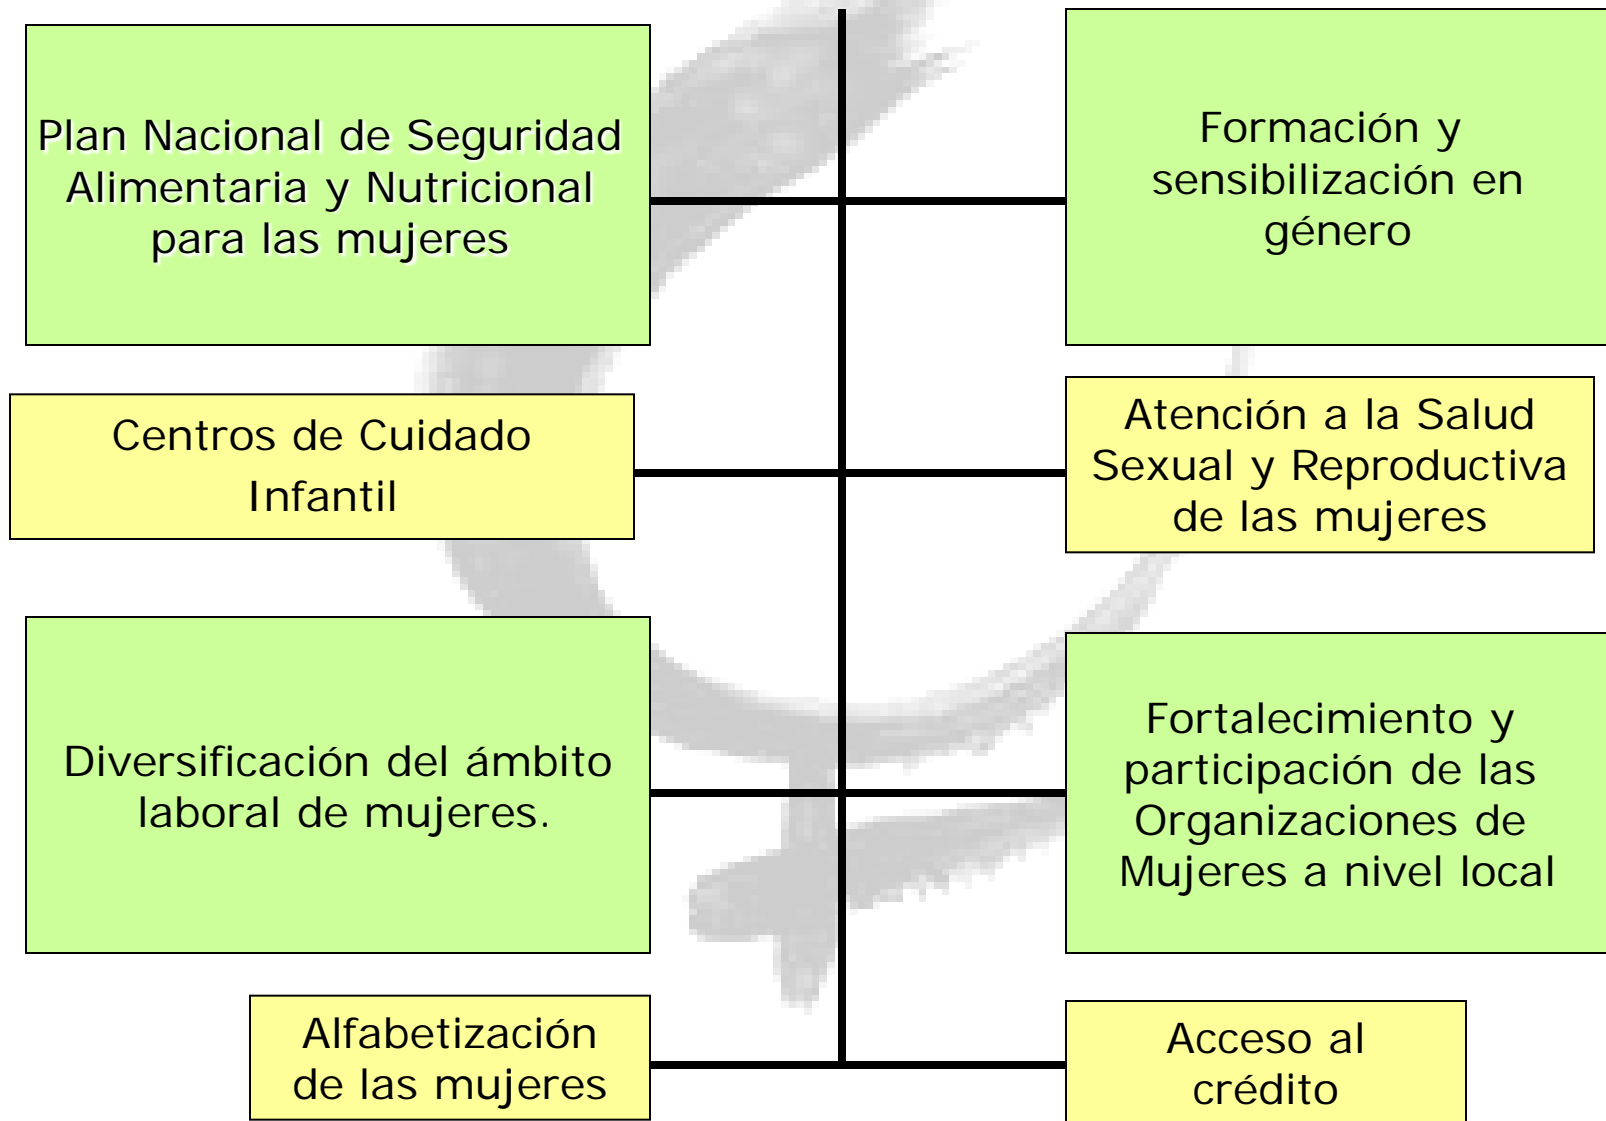 Plan Nacional de Seguridad
Alimentaria y Nutricional
para las mujeres
Formación y
sensibilización en
género
Centros de Cuidado
Infantil
Atención a la Salud
Sexual y Reproductiva
de las mujeres
Diversificación del ámbito
laboral de mujeres.
Fortalecimiento y
participación de las
Organizaciones de
Mujeres a nivel local
Alfabetización
de las mujeres
Acceso al
crédito